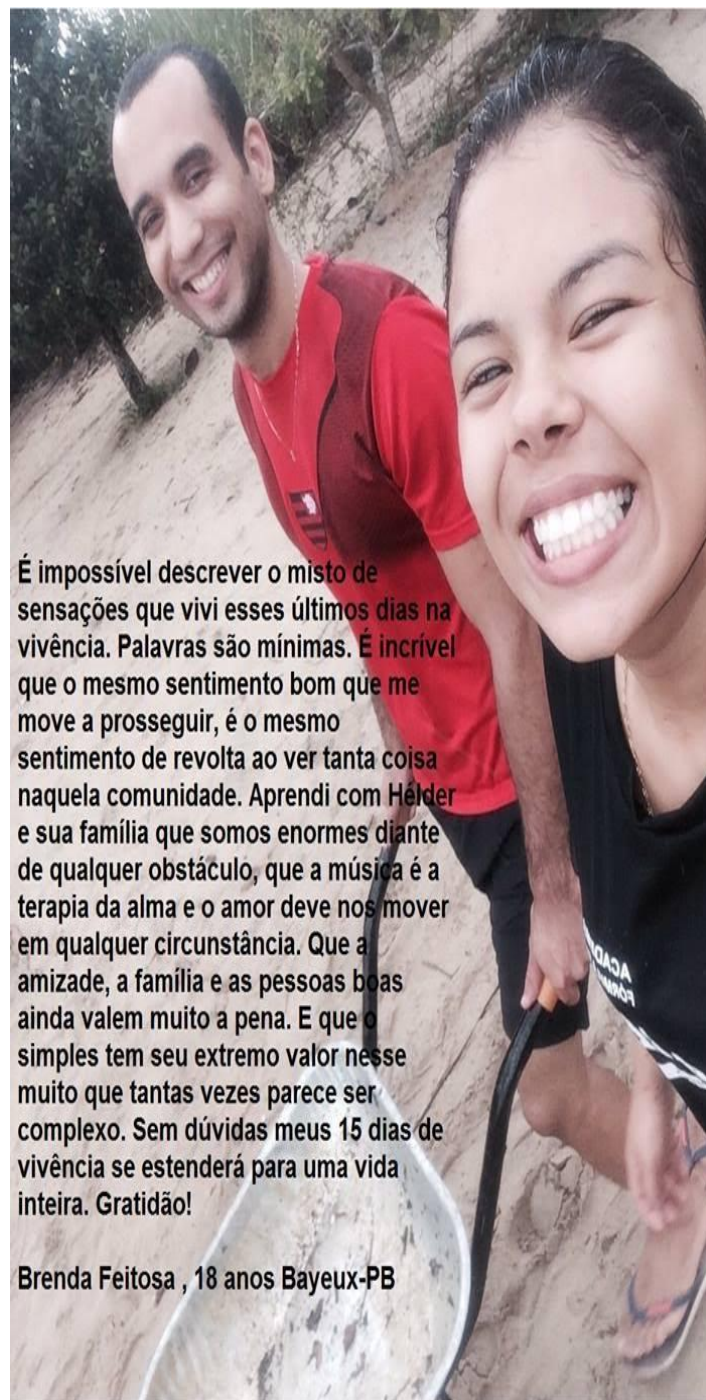 É impossível descrever o misto de
sensações que vivi esses últimos dias na
vivência. Palavras são mínimas. É incrível
que o mesmo sentimento bom que me
move a prosseguir, é o mesmo
sentimento de revolta ao ver tanta coisa
naquela comunidade. Aprendi com Hélder
e sua família que somos enormes diante
de qualquer obstáculo, que a música é a
terapia da alma e o amor deve nos mover
em qualquer circunstância. Que a
amizade, a família e as pessoas boas
ainda valem muito a pena. E que o
simples tem seu extremo valor nesse
muito que tantas vezes parece ser
complexo. Sem dúvidas meus 15 dias de
vivência se estenderá para uma vida
inteira. Gratidão!
Brenda Feitosa , 18 anos Bayeux-PB